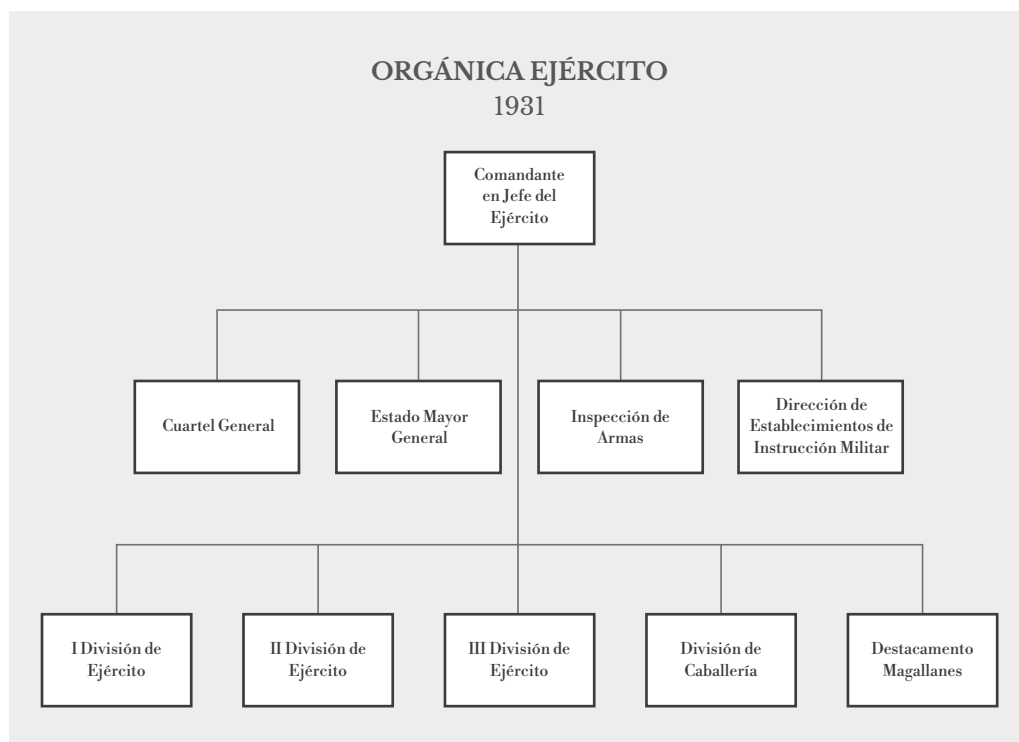 ORGÁNICA EJÉRCITO
1931
Comandante
en Jefe del
Ejército
Cuartel General
Estado Mayor
General
Inspección de
Armas
Dirección de
Establecimientos de
Instrucción Militar
I División de
Ejército
II División de
Ejército
III División de
Ejército
División de
Caballería
Destacamento
Magallanes